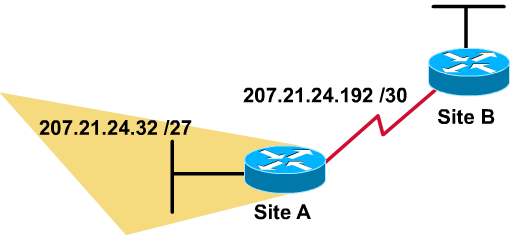 207.21.24.192 /30
Site B
207.21.24.32 /27
Site A